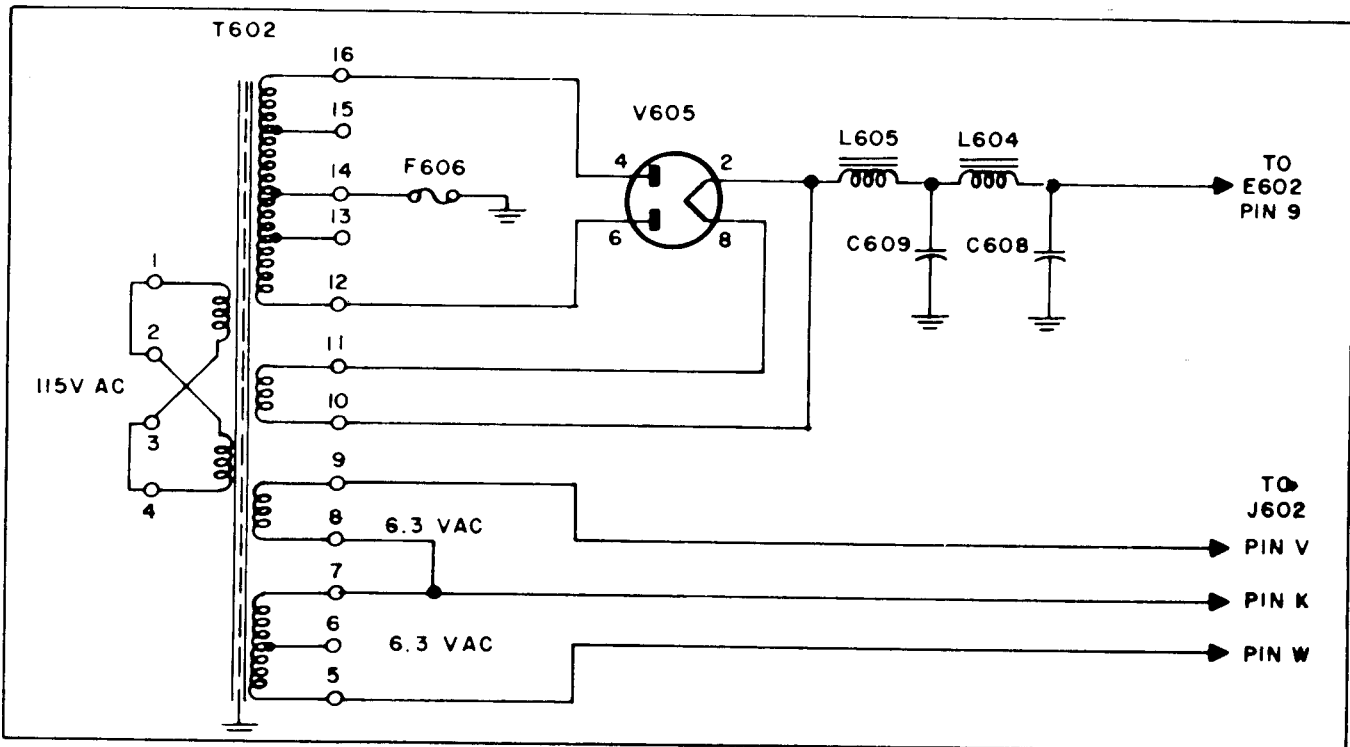 T602
16
15
14
13
12
11
10
9
8
7
6
5
F606
V605
4
2
6
8
L605
L604
C609
C608
TO
E602
PIN 9
1
2
3
4
115V AC
6.3 VAC
6.3 VAC
TO
J602
PIN V
PIN K
PIN W